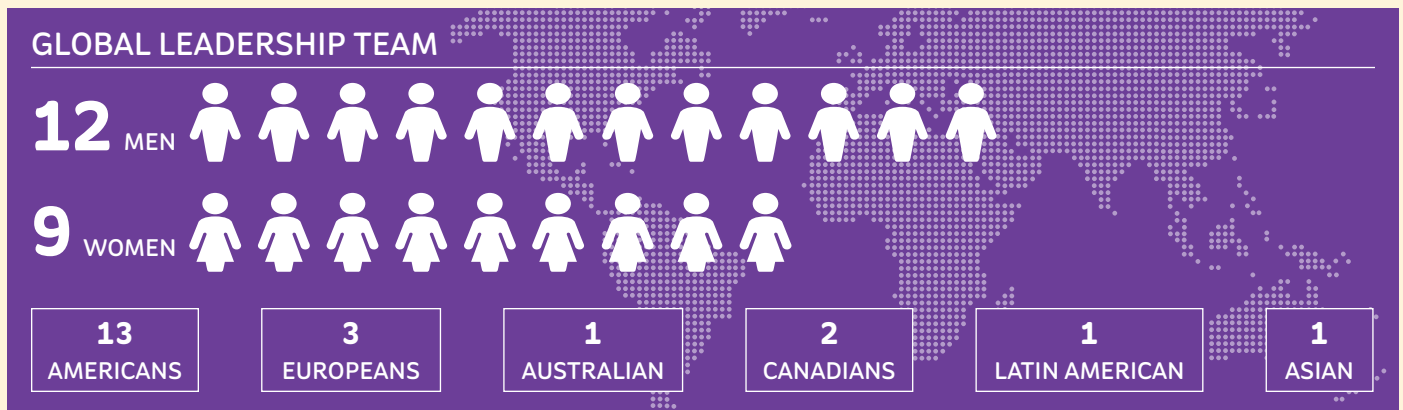 GLOBAL LEADERSHIP TEAM
12 MEN
9 WOMEN
13
AMERICANS
3
EUROPEANS
1
AUSTRALIAN
2
CANADIANS
1
LATIN AMERICAN
1
ASIAN